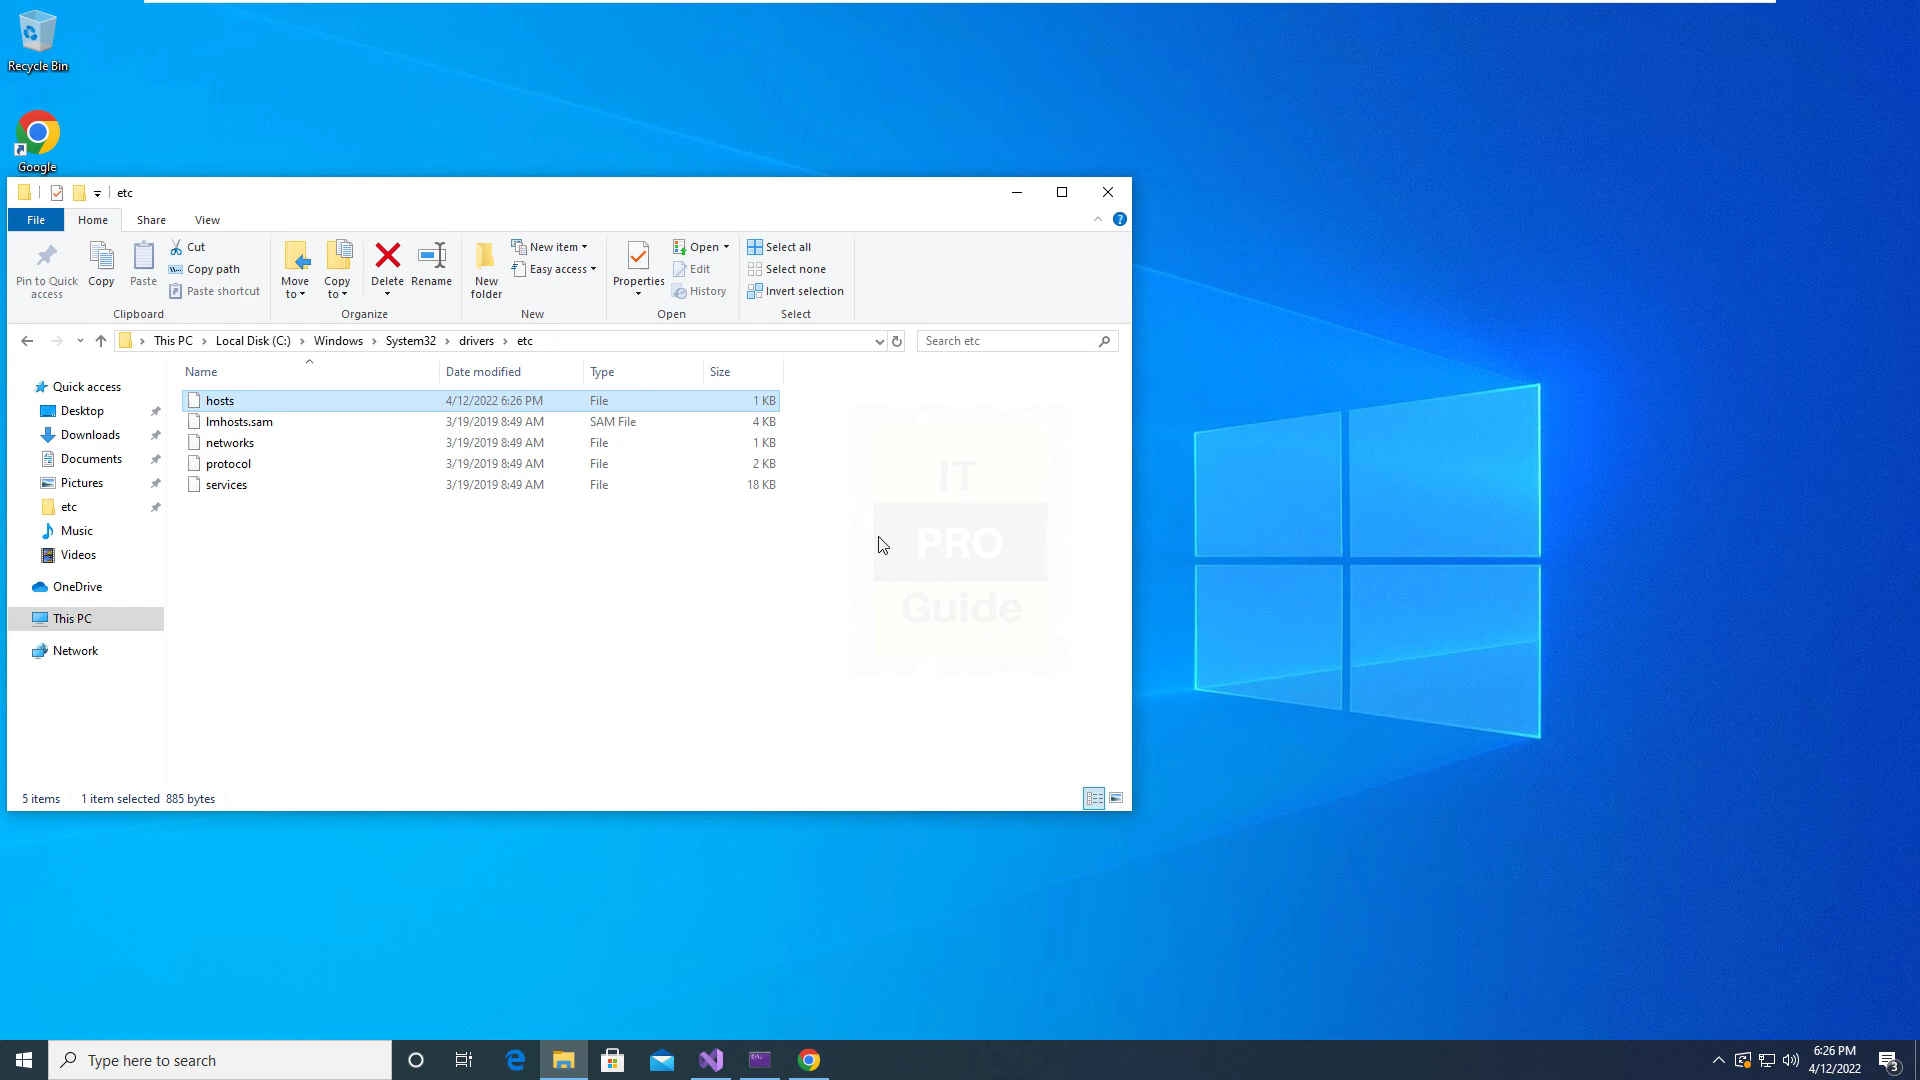 Recycle Bin
Google
etc
File Home Share View
Pin to Quick access
Copy
Paste
Cut
Copy path
Paste shortcut
Clipboard
Move to
Copy to
Delete
Rename
Organize
New folder
New item
Easy access
New
Properties
Open
Edit
History
Open
Select all
Select none
Invert selection
Select
This PC Local Disk (C:) Windows System32 drivers etc
Search etc
Name Date modified Type Size
hosts 4/12/2022 6:26 PM File 1 KB
lmhosts.sam 3/19/2019 8:49 AM SAM File 4 KB
networks 3/19/2019 8:49 AM File 1 KB
protocol 3/19/2019 8:49 AM File 2 KB
services 3/19/2019 8:49 AM File 18 KB
Quick access
Desktop
Downloads
Documents
Pictures
etc
Music
Videos
OneDrive
This PC
Network
IT
PRO
Guide
5 items 1 item selected 885 bytes
Type here to search
6:26 PM
4/12/2022
3